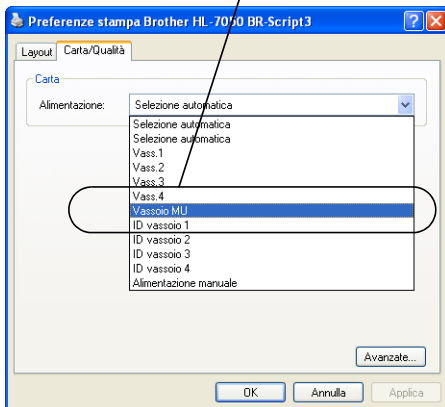 Preferenze stampa Brother HL-7050 BR-Script3
Layout Carta/Qualità
Carta
Alimentazione: Selezione automatica
Selezione automatica
Selezione automatica
Vass.1
Vass.2
Vass.3
Vass.4
Vassoio MU
ID vassoio 1
ID vassoio 2
ID vassoio 3
ID vassoio 4
Alimentazione manuale
Avanzate...
OK Annulla Applica